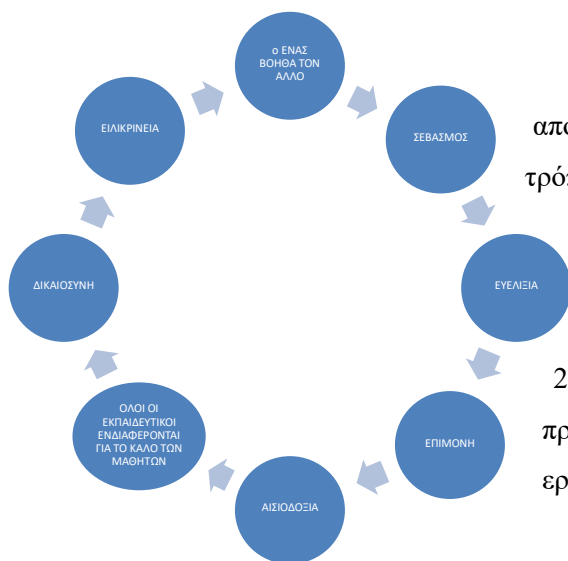 ο ΕΝΑΣ
ΒΟΗΘΑ ΤΟΝ
ΑΛΛΟ
ΣΕΒΑΣΜΟΣ
ΕΥΕΛΙΞΙΑ
ΕΠΙΜΟΝΗ
ΑΙΣΙΟΔΟΞΙΑ
ΟΛΟΙ ΟΙ
ΕΚΠΑΙΔΕΥΤΙΚΟΙ
ΕΝΔΙΑΦΕΡΟΝΤΑΙ
ΓΙΑ ΤΟ ΚΑΛΟ ΤΩΝ
ΜΑΘΗΤΩΝ
ΔΙΚΑΙΟΣΥΝΗ
ΕΙΛΙΚΡΙΝΕΙΑ
2